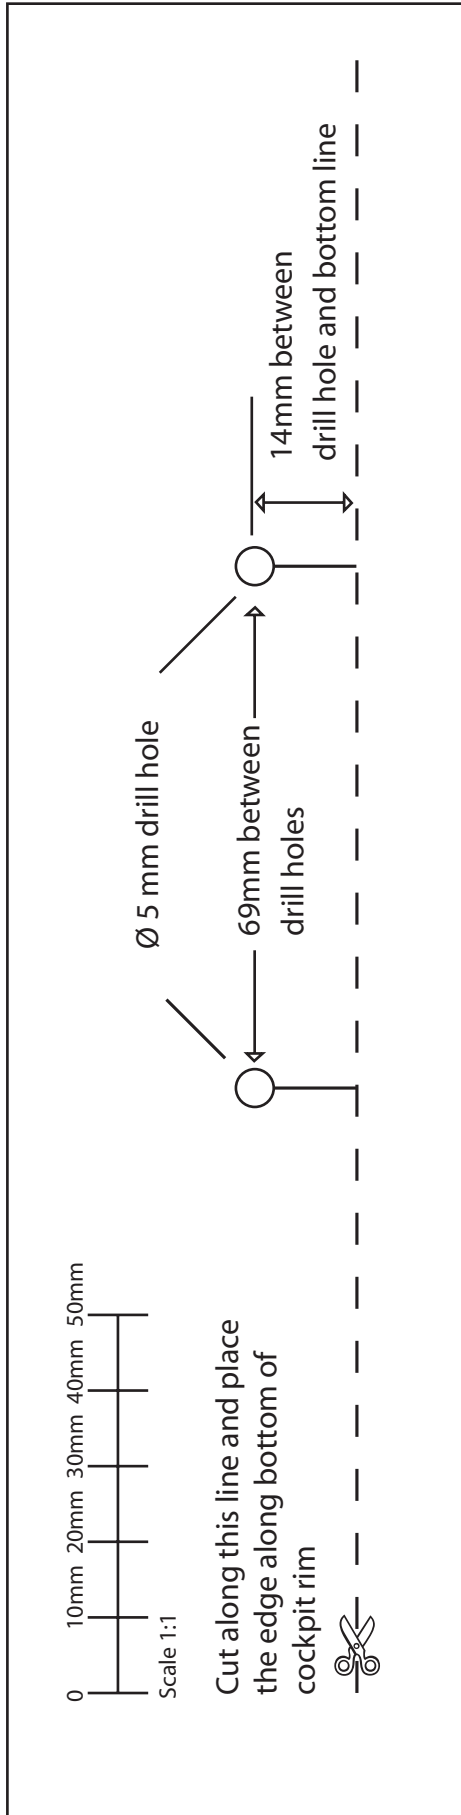 0 10mm 20mm 30mm 40mm 50mm
Scale 1:1
Cut along this line and place
the edge along bottom of
cockpit rim
Ø 5 mm drill hole
69mm between
drill holes
14mm between
drill hole and bottom line